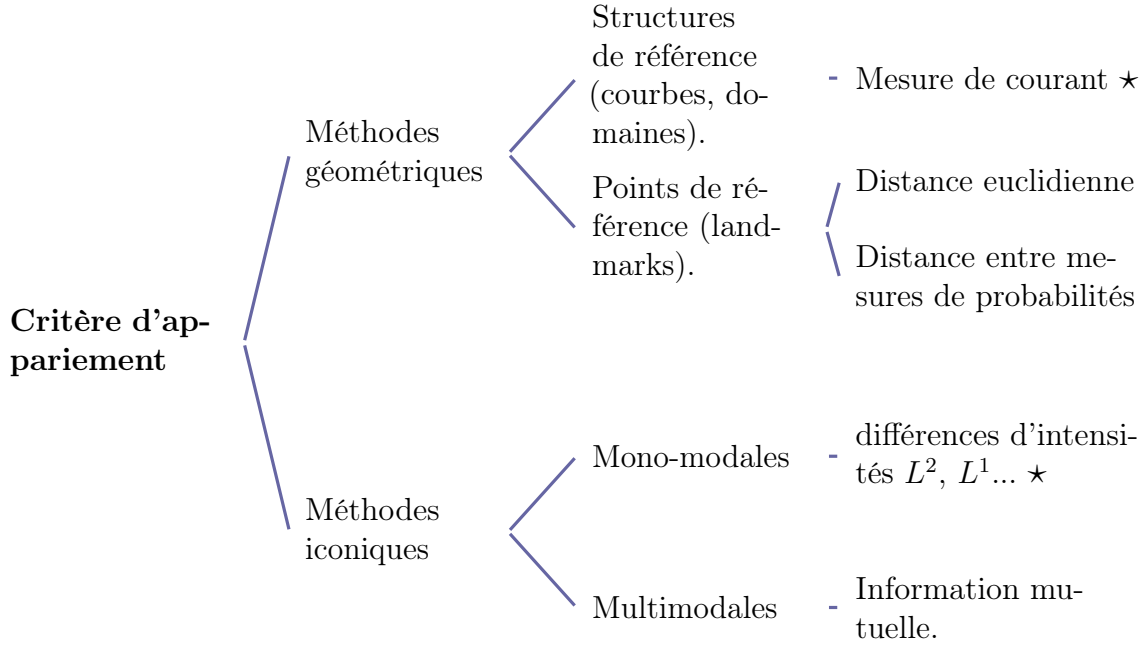 Critère d'ap-
pariement
Méthodes
géométriques
Structures
de référence
(courbes, do-
maines).
Mesure de courant ⋆
Points de ré-
férence (land-
marks).
Distance euclidienne
Distance entre me-
sures de probabilités
Méthodes
iconiques
Mono-modales
différences d'intensi-
tés L², L¹... ⋆
Multimodales
Information mu-
tuelle.